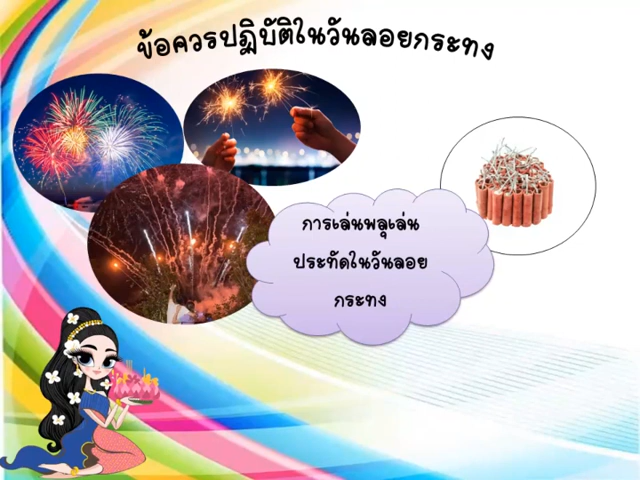 ข้อควรปฏิบัติในวันลอยกระทง
การเล่นพลุเล่น
ประทัดในวันลอย
กระทง